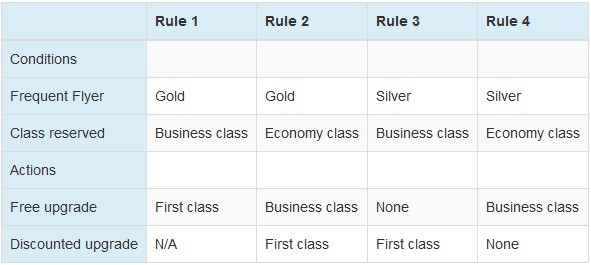 Rule 1 Rule 2 Rule 3 Rule 4
Conditions
Frequent Flyer Gold Gold Silver Silver
Class reserved Business class Economy class Business class Economy class
Actions
Free upgrade First class Business class None Business class
Discounted upgrade N/A First class First class None